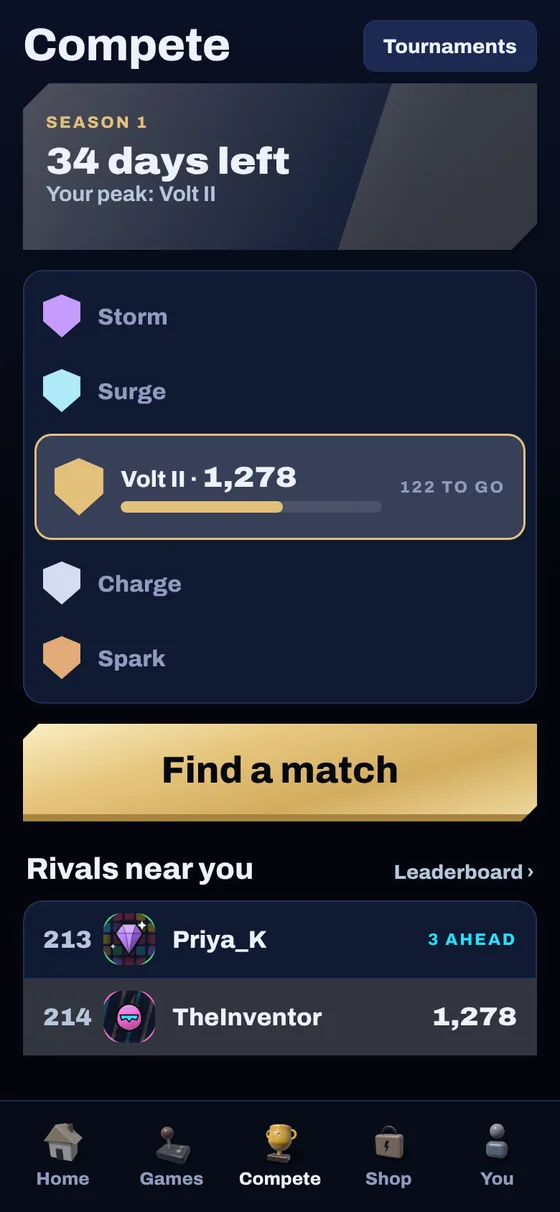 Compete
Tournaments
SEASON 1
34 days left
Your peak: Volt II
Storm
Surge
Volt II · 1,278
122 TO GO
Charge
Spark
Find a match
Rivals near you
Leaderboard ›
213 Priya_K 3 AHEAD
214 TheInventor 1,278
Home Games Compete Shop You